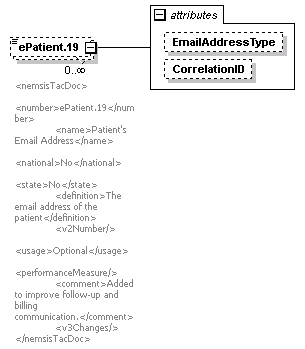 attributes
ePatient.19
EmailAddressType
CorrelationID
0..∞
<nemsisTacDoc>
<number>ePatient.19</num
ber>
<name>Patient's
Email Address</name>
<national>No</national>
<state>No</state>
<definition>The
email address of the
patient</definition>
<v2Number/>
<usage>Optional</usage>
<performanceMeasure/>
<comment>Added
to improve follow-up and
billing
communication.</comment>
<v3Changes/>
</nemsisTacDoc>